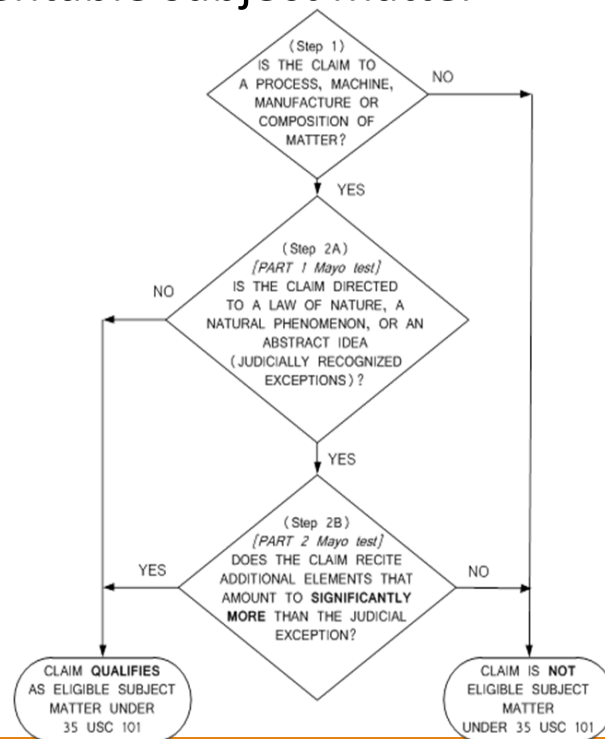 (Step 1)
IS THE CLAIM TO
A PROCESS, MACHINE,
MANUFACTURE OR
COMPOSITION OF
MATTER?
NO
YES
(Step 2A)
[PART 1 Mayo test]
IS THE CLAIM DIRECTED
TO A LAW OF NATURE, A
NATURAL PHENOMENON, OR AN
ABSTRACT IDEA
(JUDICIALLY RECOGNIZED
EXCEPTIONS)?
NO
YES
(Step 2B)
[PART 2 Mayo test]
DOES THE CLAIM RECITE
ADDITIONAL ELEMENTS THAT
AMOUNT TO SIGNIFICANTLY
MORE THAN THE JUDICIAL
EXCEPTION?
YES
NO
CLAIM QUALIFIES
AS ELIGIBLE SUBJECT
MATTER UNDER
35 USC 101
CLAIM IS NOT
ELIGIBLE SUBJECT
MATTER
UNDER 35 USC 101